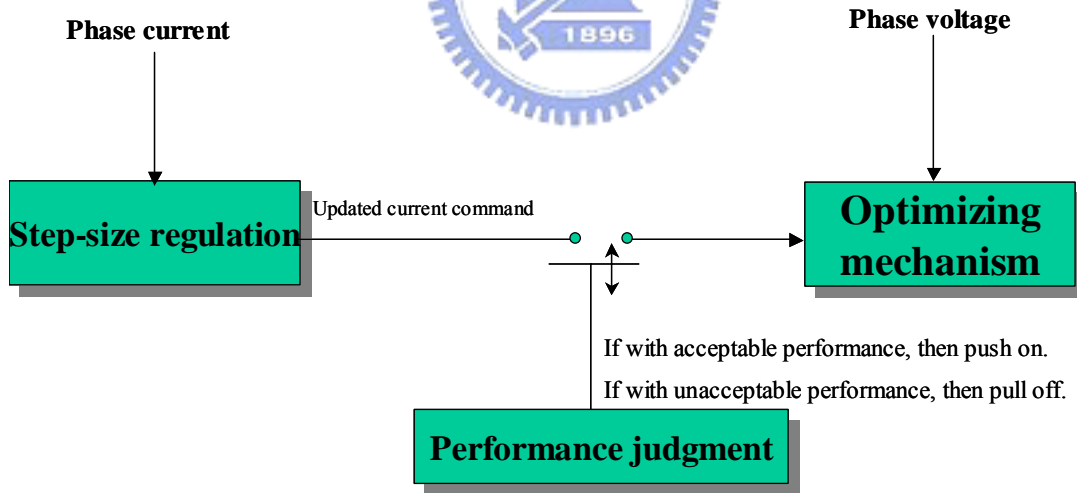 Phase current
Phase voltage
1896
Updated current command
Step-size regulation
Optimizing
mechanism
If with acceptable performance, then push on.
If with unacceptable performance, then pull off.
Performance judgment